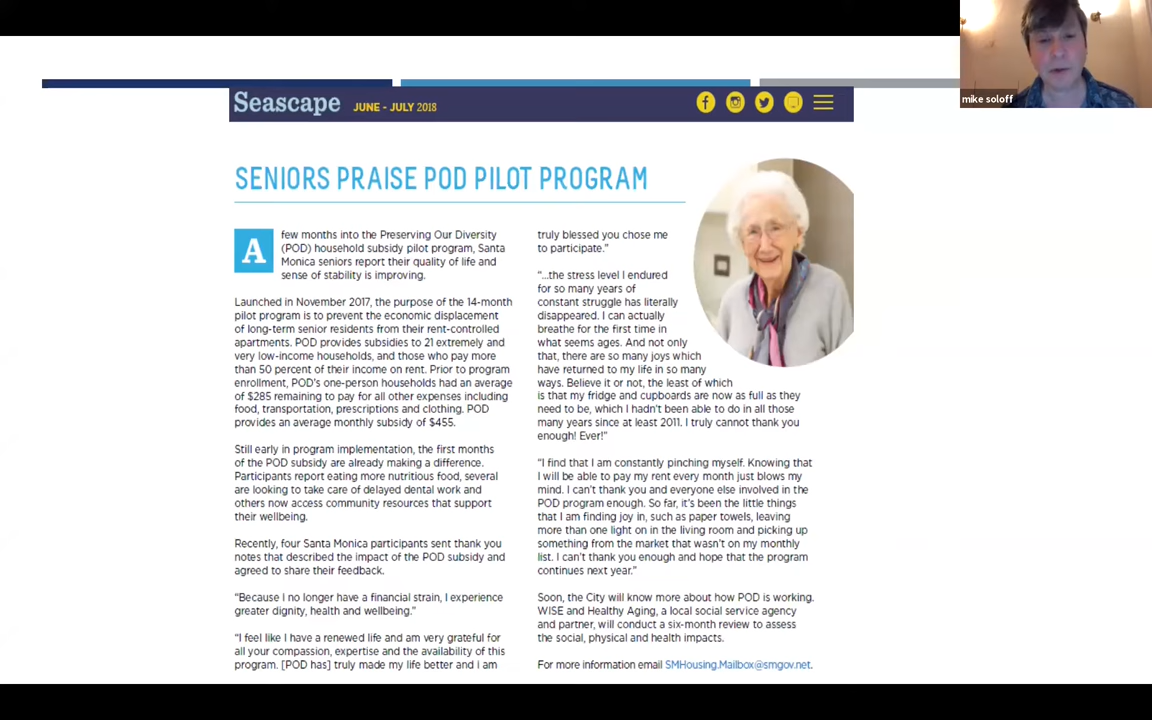 mike soloff
Seascape JUNE - JULY 2018
SENIORS PRAISE POD PILOT PROGRAM
A few months into the Preserving Our Diversity
(POD) household subsidy pilot program, Santa
Monica seniors report their quality of life and
sense of stability is improving.
Launched in November 2017, the purpose of the 14-month
pilot program is to prevent the economic displacement
of long-term senior residents from their rent-controlled
apartments. POD provides subsidies to 21 extremely and
very low-income households, and those who pay more
than 50 percent of their income on rent. Prior to program
enrollment, POD's one-person households had an average
of $285 remaining to pay for all other expenses including
food, transportation, prescriptions and clothing. POD
provides an average monthly subsidy of $455.
Still early in program implementation, the first months
of the POD subsidy are already making a difference.
Participants report eating more nutritious food, several
are looking to take care of delayed dental work and
others now access community resources that support
their wellbeing.
Recently, four Santa Monica participants sent thank you
notes that described the impact of the POD subsidy and
agreed to share their feedback.
"Because I no longer have a financial strain, I experience
greater dignity, health and wellbeing."
"I feel like I have a renewed life and am very grateful for
all your compassion, expertise and the availability of this
program. [POD has] truly made my life better and i am
truly blessed you chose me
to participate."
"...the stress level I endured
for so many years of
constant struggle has literally
disappeared. I can actually
breathe for the first time in
what seems ages. And not only
that, there are so many joys which
have returned to my life in so many
ways. Believe it or not, the least of which
is that my fridge and cupboards are now as full as they
need to be, which I hadn't been able to do in all those
many years since at least 2011. I truly cannot thank you
enough! Ever!"
"I find that I am constantly pinching myself. Knowing that
I will be able to pay my rent every month just blows my
mind. I can't thank you and everyone else involved in the
POD program enough. So far, it's been the little things
that I am finding joy in, such as paper towels, leaving
more than one light on in the living room and picking up
something from the market that wasn't on my monthly
list. I can't thank you enough and hope that the program
continues next year."
Soon, the City will know more about how POD is working.
WISE and Healthy Aging, a local social service agency
and partner, will conduct a six-month review to assess
the social, physical and health impacts.
For more information email SMHousing.Mailbox@smgov.net.